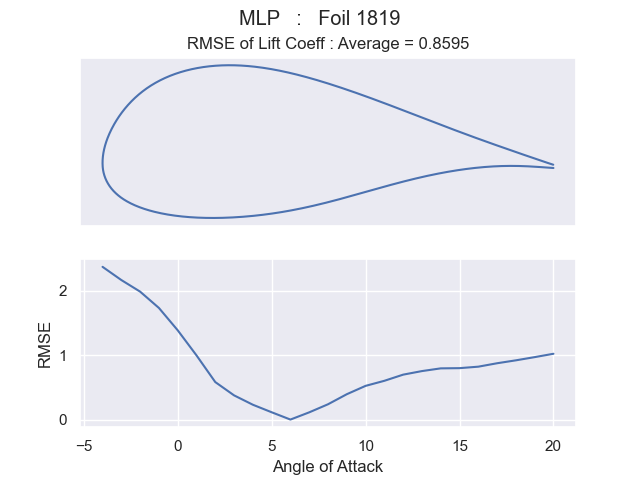 MLP : Foil 1819
RMSE of Lift Coeff : Average = 0.8595
2
1
0
RMSE
−5 0 5 10 15 20
Angle of Attack